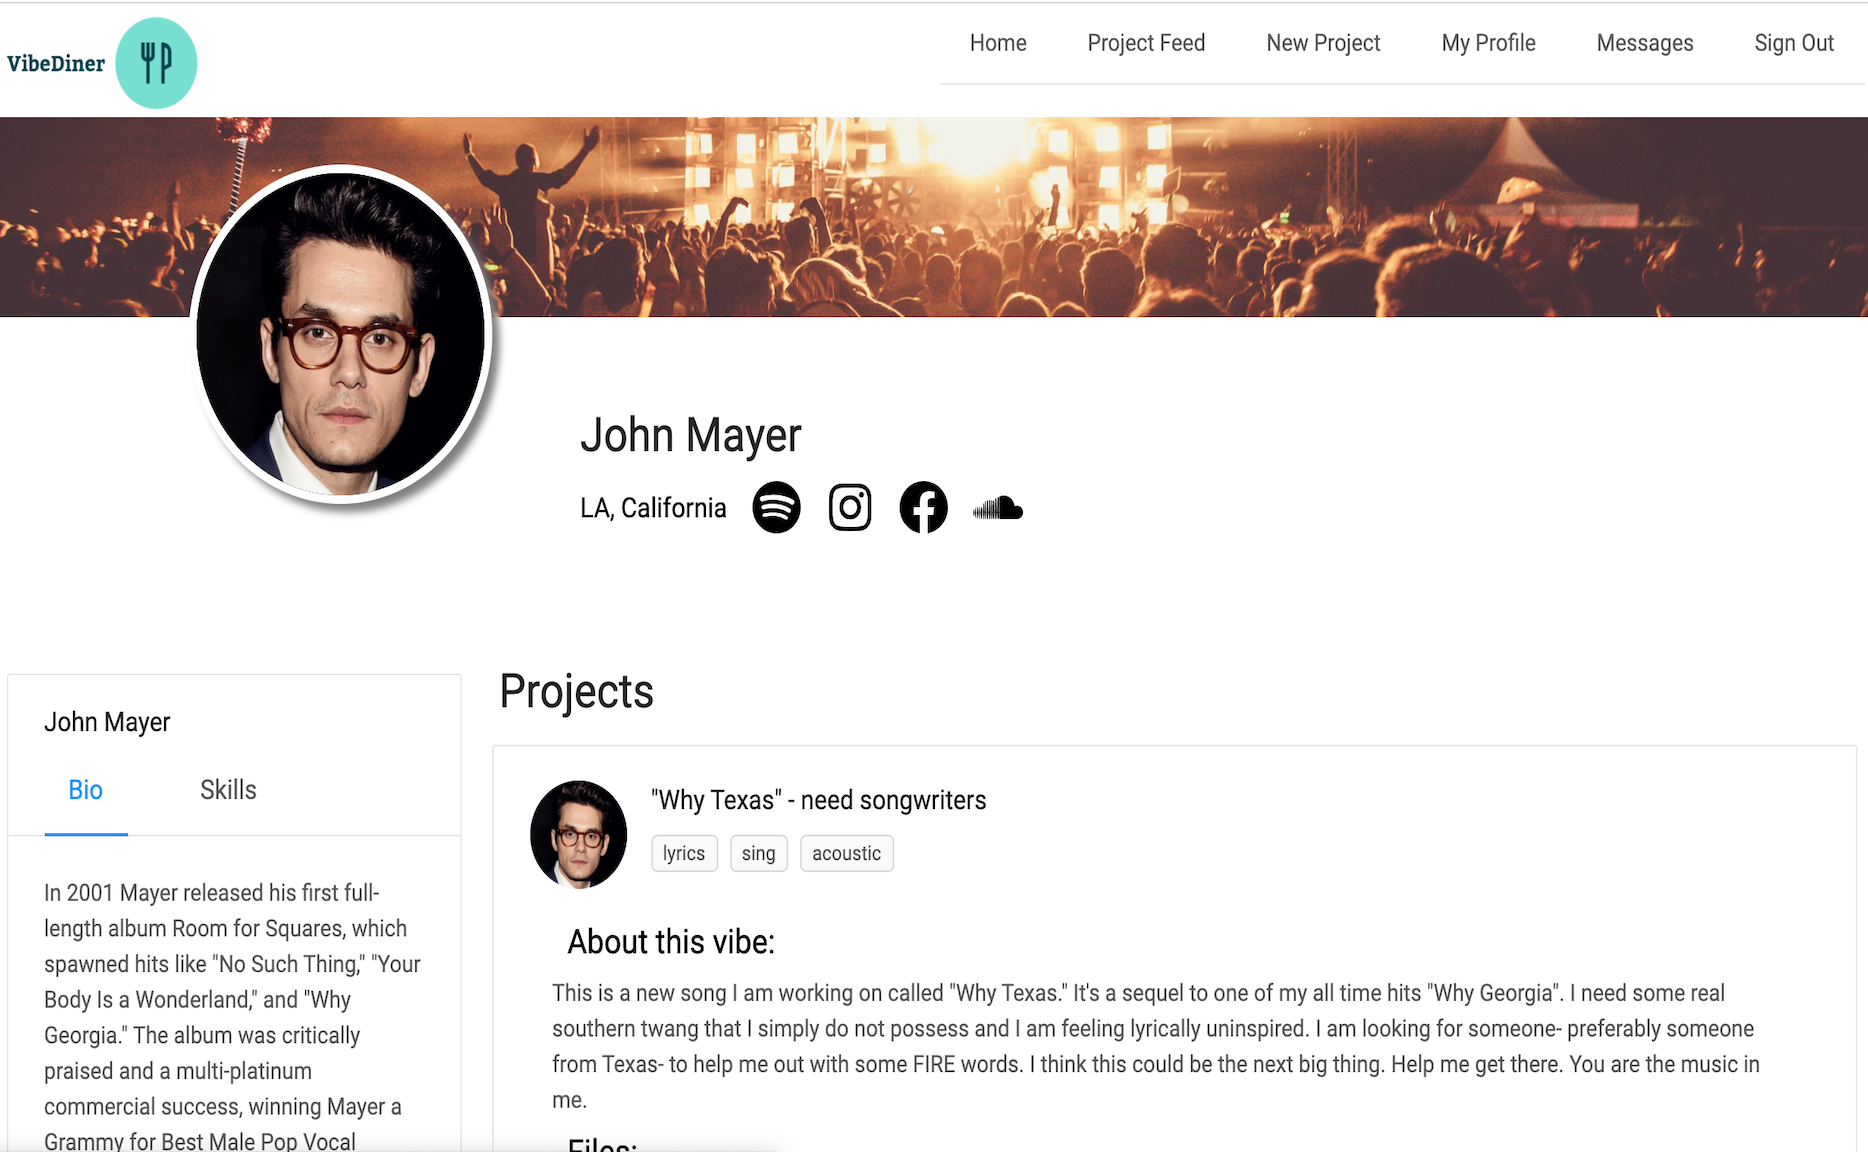 VibeDiner
Home Project Feed New Project My Profile Messages Sign Out
John Mayer
LA, California
John Mayer
Bio Skills
In 2001 Mayer released his first full-
length album Room for Squares, which
spawned hits like "No Such Thing," "Your
Body Is a Wonderland," and "Why
Georgia." The album was critically
praised and a multi-platinum
commercial success, winning Mayer a
Grammy for Best Male Pop Vocal
Projects
"Why Texas" - need songwriters
lyrics sing acoustic
About this vibe:
This is a new song I am working on called "Why Texas." It's a sequel to one of my all time hits "Why Georgia". I need some real
southern twang that I simply do not possess and I am feeling lyrically uninspired. I am looking for someone- preferably someone
from Texas- to help me out with some FIRE words. I think this could be the next big thing. Help me get there. You are the music in
me.
Files: